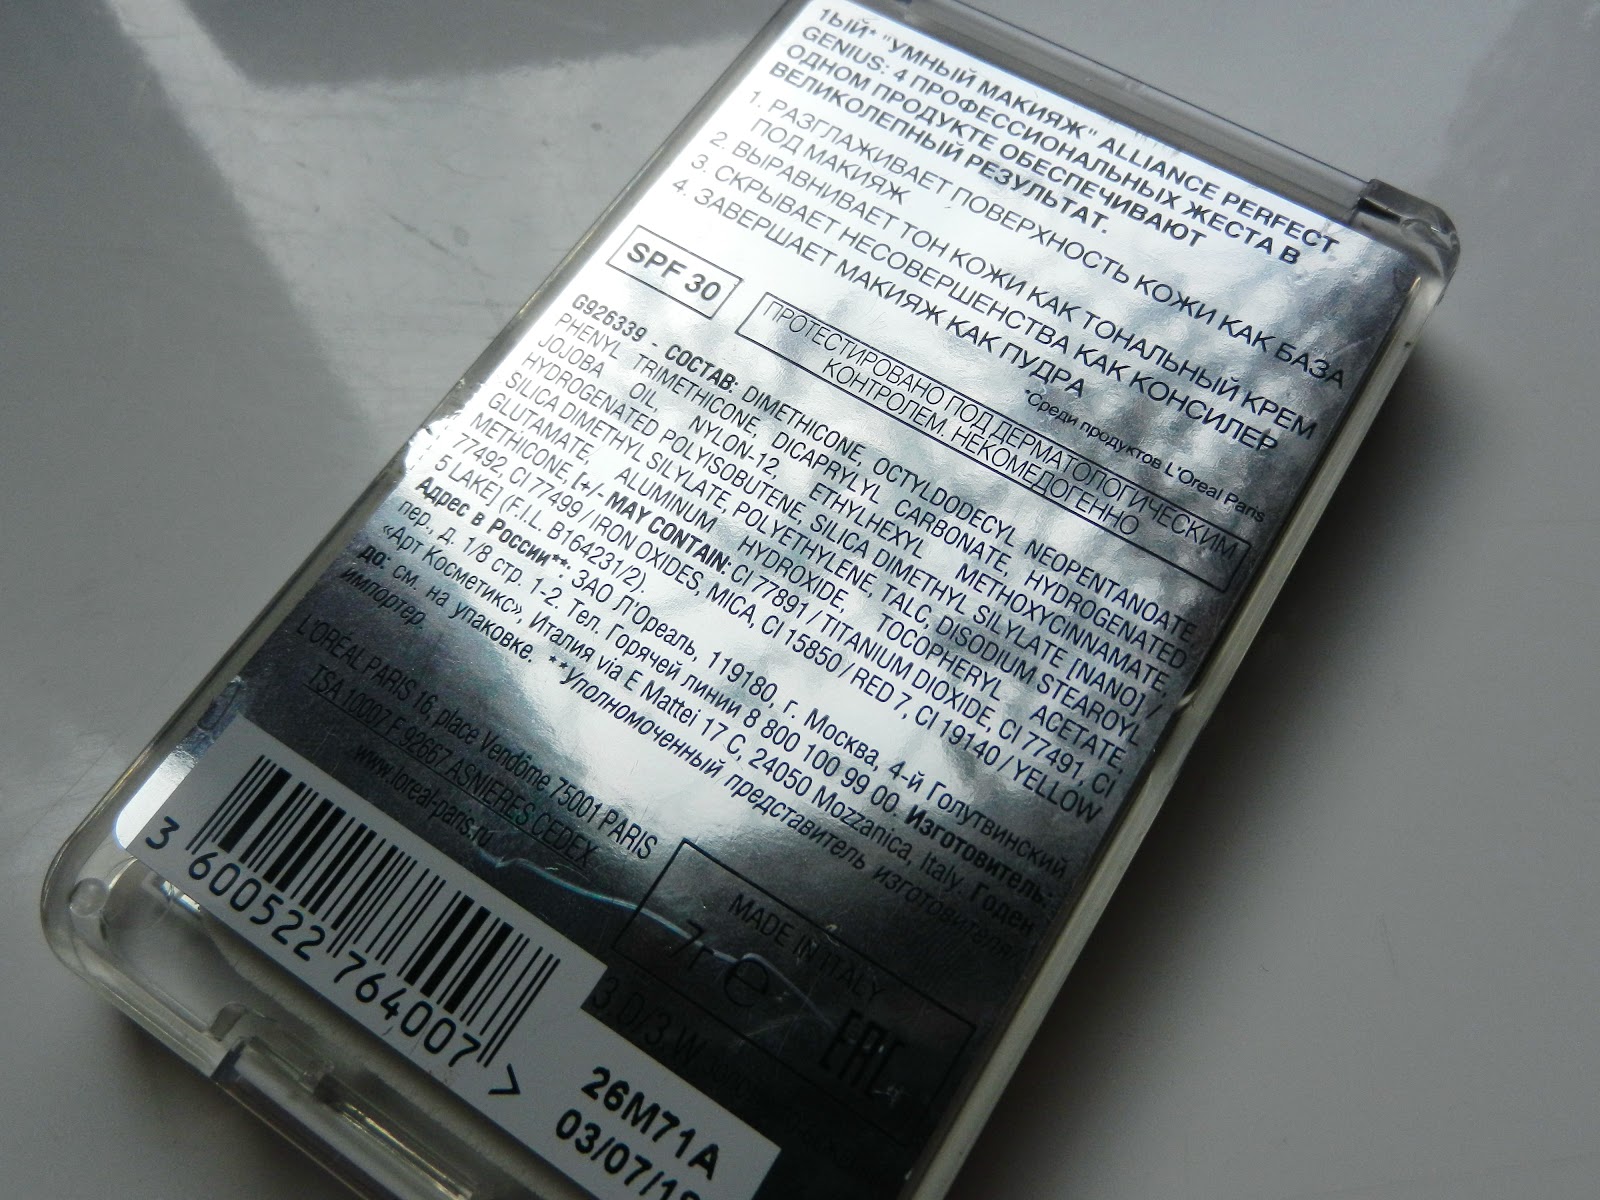 1ЫЙ* "УМНЫЙ МАКИЯЖ" ALLIANCE PERFECT
GENIUS: 4 ПРОФЕССИОНАЛЬНЫХ ЖЕСТА В
ОДНОМ ПРОДУКТЕ ОБЕСПЕЧИВАЮТ
ВЕЛИКОЛЕПНЫЙ РЕЗУЛЬТАТ.
1. РАЗГЛАЖИВАЕТ ПОВЕРХНОСТЬ КОЖИ КАК БАЗА
ПОД МАКИЯЖ
2. ВЫРАВНИВАЕТ ТОН КОЖИ КАК ТОНАЛЬНЫЙ КРЕМ
3. СКРЫВАЕТ НЕСОВЕРШЕНСТВА КАК КОНСИЛЕР
4. ЗАВЕРШАЕТ МАКИЯЖ КАК ПУДРА
*Среди продуктов L'Oreal Paris
SPF 30
ПРОТЕСТИРОВАНО ПОД ДЕРМАТОЛОГИЧЕСКИМ
КОНТРОЛЕМ. НЕКОМЕДОГЕННО
G926339 - СОСТАВ: DIMETHICONE, OCTYLDODECYL NEOPENTANOATE,
PHENYL TRIMETHICONE, DICAPRYLYL CARBONATE, HYDROGENATED
JOJOBA OIL, NYLON-12, ETHYLHEXYL METHOXYCINNAMATE,
HYDROGENATED POLYISOBUTENE, SILICA DIMETHYL SILYLATE [NANO] /
SILICA DIMETHYL SILYLATE, POLYETHYLENE, TALC, DISODIUM STEAROYL
GLUTAMATE, ALUMINUM HYDROXIDE, TOCOPHERYL ACETATE,
METHICONE, [+/- MAY CONTAIN: CI 77891 / TITANIUM DIOXIDE, CI 77491, CI
77492, CI 77499 / IRON OXIDES, MICA, CI 15850 / RED 7, CI 19140 / YELLOW
5 LAKE] (F.I.L. B164231/2).
Адрес в России**: ЗАО Л'Ореаль, 119180, г. Москва, 4-й Голутвинский
пер., д. 1/8 стр. 1-2. Тел. Горячей линии 8 800 100 99 00. Изготовитель:
«Арт Косметикс», Италия via E Mattei 17 C, 24050 Mozzanica, Italy. Годен
до: см. на упаковке. **Уполномоченный представитель изготовителя/
импортер.
L'ORÉAL PARIS 16, place Vendôme 75001 PARIS
TSA 10007 F 92667 ASNIERES CEDEX
www.loreal-paris.ru
MADE IN ITALY
7г e
EAC
3 600522 764007 >
3.D/3.W
26M71A
03/07/